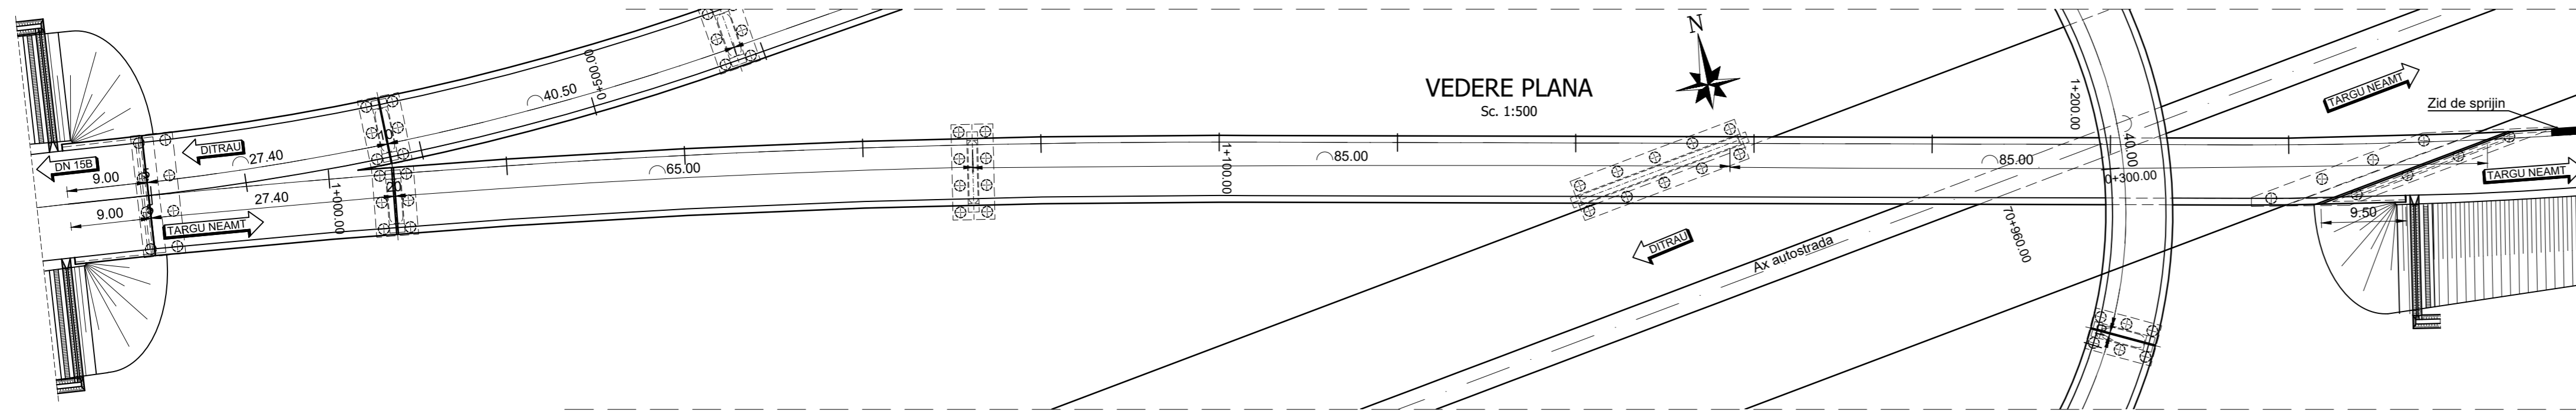 N
VEDERE PLANA
Sc. 1:500
DN 15B
DITRAU
9.00
27.40
40.50
0+500.00
10
9.00
27.40
TARGU NEAMT
1+000.00
20
65.00
1+100.00
85.00
DITRAU
Ax autostrada
70+960.00
85.00
1+200.00
40.00
0+300.00
TARGU NEAMT
Zid de sprijin
TARGU NEAMT
9.50